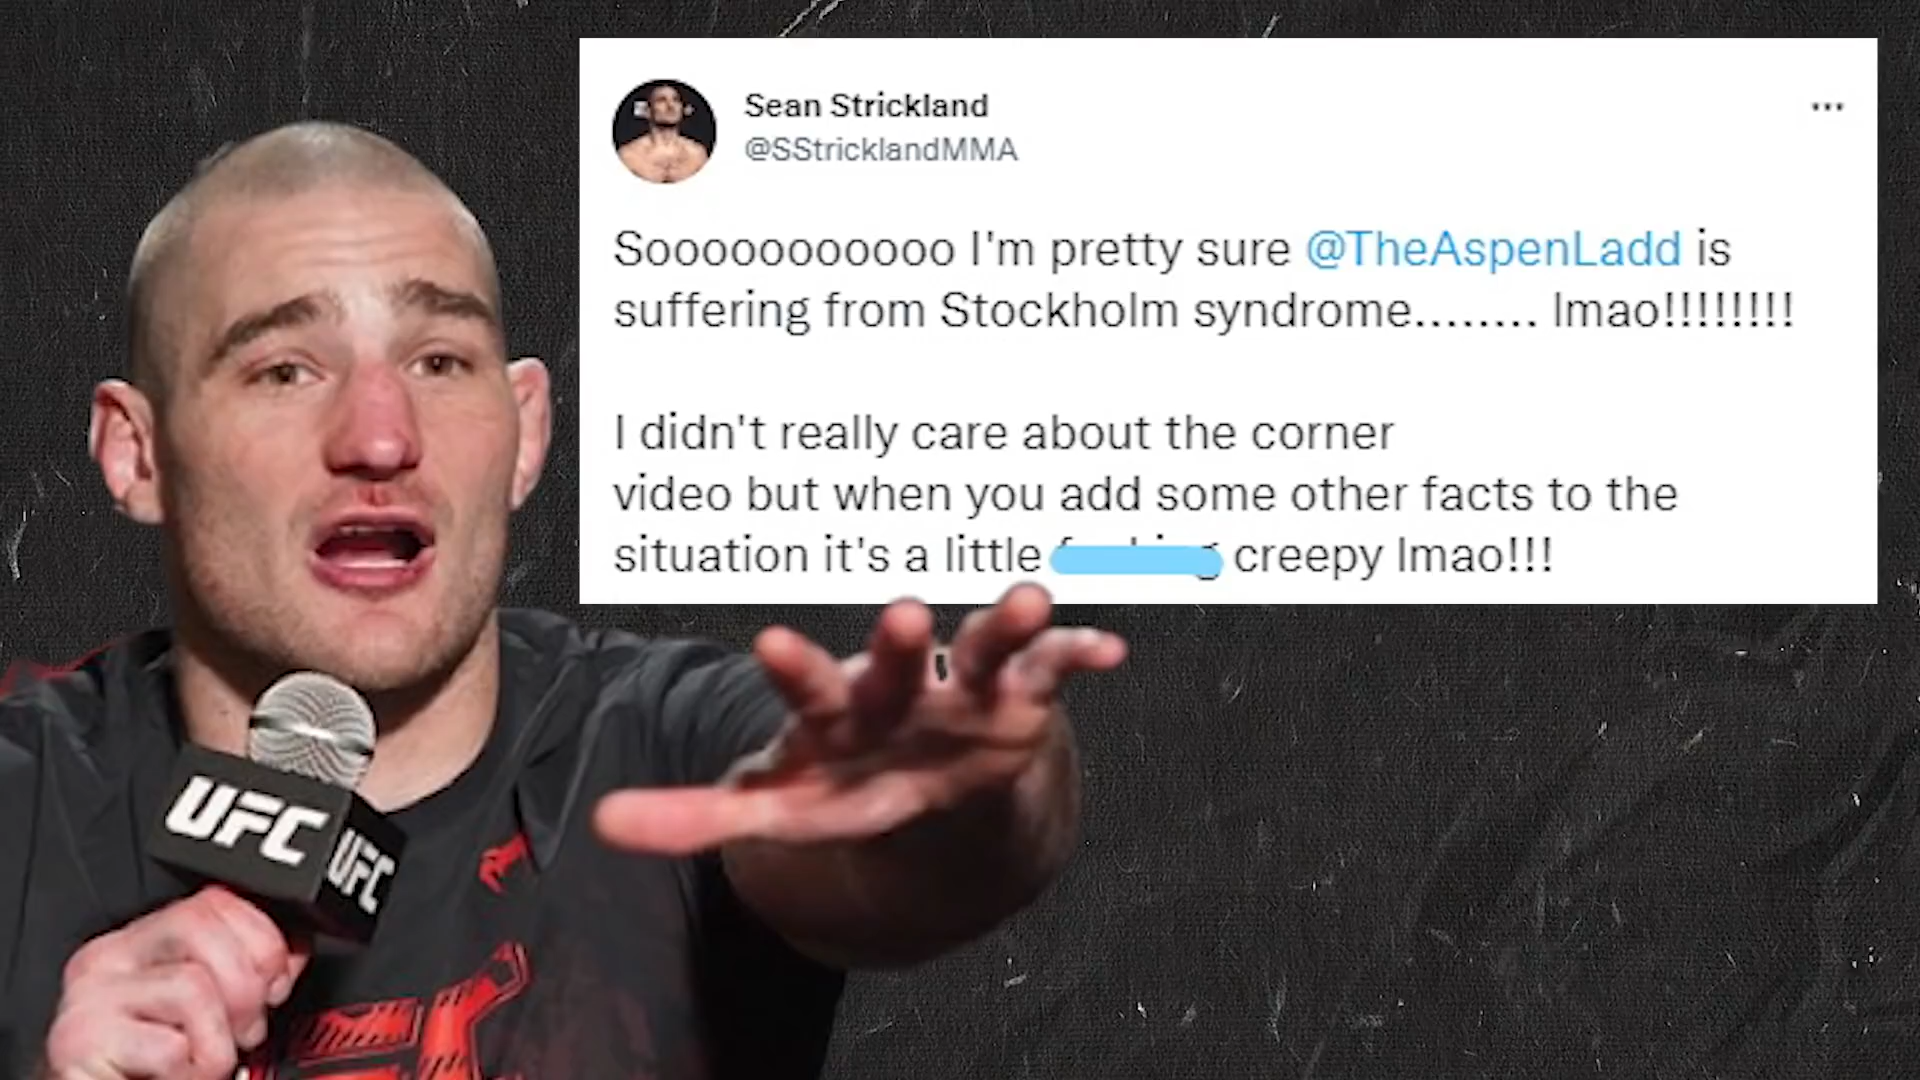 Sean Strickland
@SStricklandMMA
Sooooooooooo I'm pretty sure @TheAspenLadd is
suffering from Stockholm syndrome........ lmao!!!!!!!!
I didn't really care about the corner
video but when you add some other facts to the
situation it's a little creepy lmao!!!
UFC
UFC